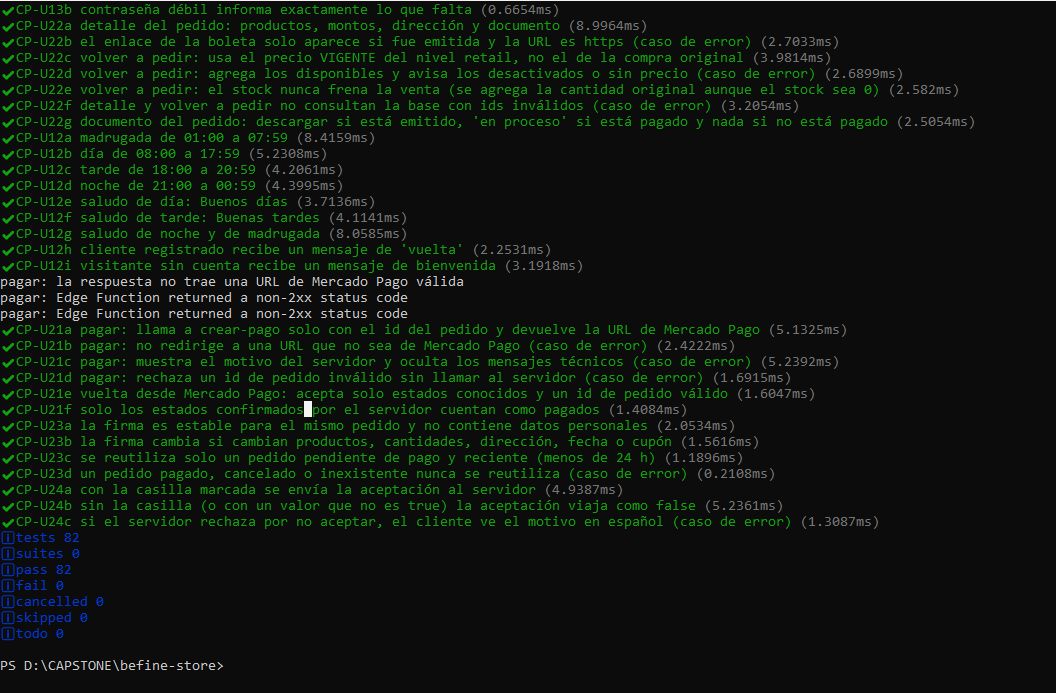 ✔CP-U13b contraseña débil informa exactamente lo que falta (0.6654ms)
✔CP-U22a detalle del pedido: productos, montos, dirección y documento (8.9964ms)
✔CP-U22b el enlace de la boleta solo aparece si fue emitida y la URL es https (caso de error) (2.7033ms)
✔CP-U22c volver a pedir: usa el precio VIGENTE del nivel retail, no el de la compra original (3.9814ms)
✔CP-U22d volver a pedir: agrega los disponibles y avisa los desactivados o sin precio (caso de error) (2.6899ms)
✔CP-U22e volver a pedir: el stock nunca frena la venta (se agrega la cantidad original aunque el stock sea 0) (2.582ms)
✔CP-U22f detalle y volver a pedir no consultan la base con ids inválidos (caso de error) (3.2054ms)
✔CP-U22g documento del pedido: descargar si está emitido, 'en proceso' si está pagado y nada si no está pagado (2.5054ms)
✔CP-U12a madrugada de 01:00 a 07:59 (8.4159ms)
✔CP-U12b día de 08:00 a 17:59 (5.2308ms)
✔CP-U12c tarde de 18:00 a 20:59 (4.2061ms)
✔CP-U12d noche de 21:00 a 00:59 (4.3995ms)
✔CP-U12e saludo de día: Buenos días (3.7136ms)
✔CP-U12f saludo de tarde: Buenas tardes (4.1141ms)
✔CP-U12g saludo de noche y de madrugada (8.0585ms)
✔CP-U12h cliente registrado recibe un mensaje de 'vuelta' (2.2531ms)
✔CP-U12i visitante sin cuenta recibe un mensaje de bienvenida (3.1918ms)
pagar: la respuesta no trae una URL de Mercado Pago válida
pagar: Edge Function returned a non-2xx status code
pagar: Edge Function returned a non-2xx status code
✔CP-U21a pagar: llama a crear-pago solo con el id del pedido y devuelve la URL de Mercado Pago (5.1325ms)
✔CP-U21b pagar: no redirige a una URL que no sea de Mercado Pago (caso de error) (2.4222ms)
✔CP-U21c pagar: muestra el motivo del servidor y oculta los mensajes técnicos (caso de error) (5.2392ms)
✔CP-U21d pagar: rechaza un id de pedido inválido sin llamar al servidor (caso de error) (1.6915ms)
✔CP-U21e vuelta desde Mercado Pago: acepta solo estados conocidos y un id de pedido válido (1.6047ms)
✔CP-U21f solo los estados confirmados por el servidor cuentan como pagados (1.4084ms)
✔CP-U23a la firma es estable para el mismo pedido y no contiene datos personales (2.0534ms)
✔CP-U23b la firma cambia si cambian productos, cantidades, dirección, fecha o cupón (1.5616ms)
✔CP-U23c se reutiliza solo un pedido pendiente de pago y reciente (menos de 24 h) (1.1896ms)
✔CP-U23d un pedido pagado, cancelado o inexistente nunca se reutiliza (caso de error) (0.2108ms)
✔CP-U24a con la casilla marcada se envía la aceptación al servidor (4.9387ms)
✔CP-U24b sin la casilla (o con un valor que no es true) la aceptación viaja como false (5.2361ms)
✔CP-U24c si el servidor rechaza por no aceptar, el cliente ve el motivo en español (caso de error) (1.3087ms)
ℹtests 82
ℹsuites 0
ℹpass 82
ℹfail 0
ℹcancelled 0
ℹskipped 0
ℹtodo 0
PS D:\CAPSTONE\befine-store>